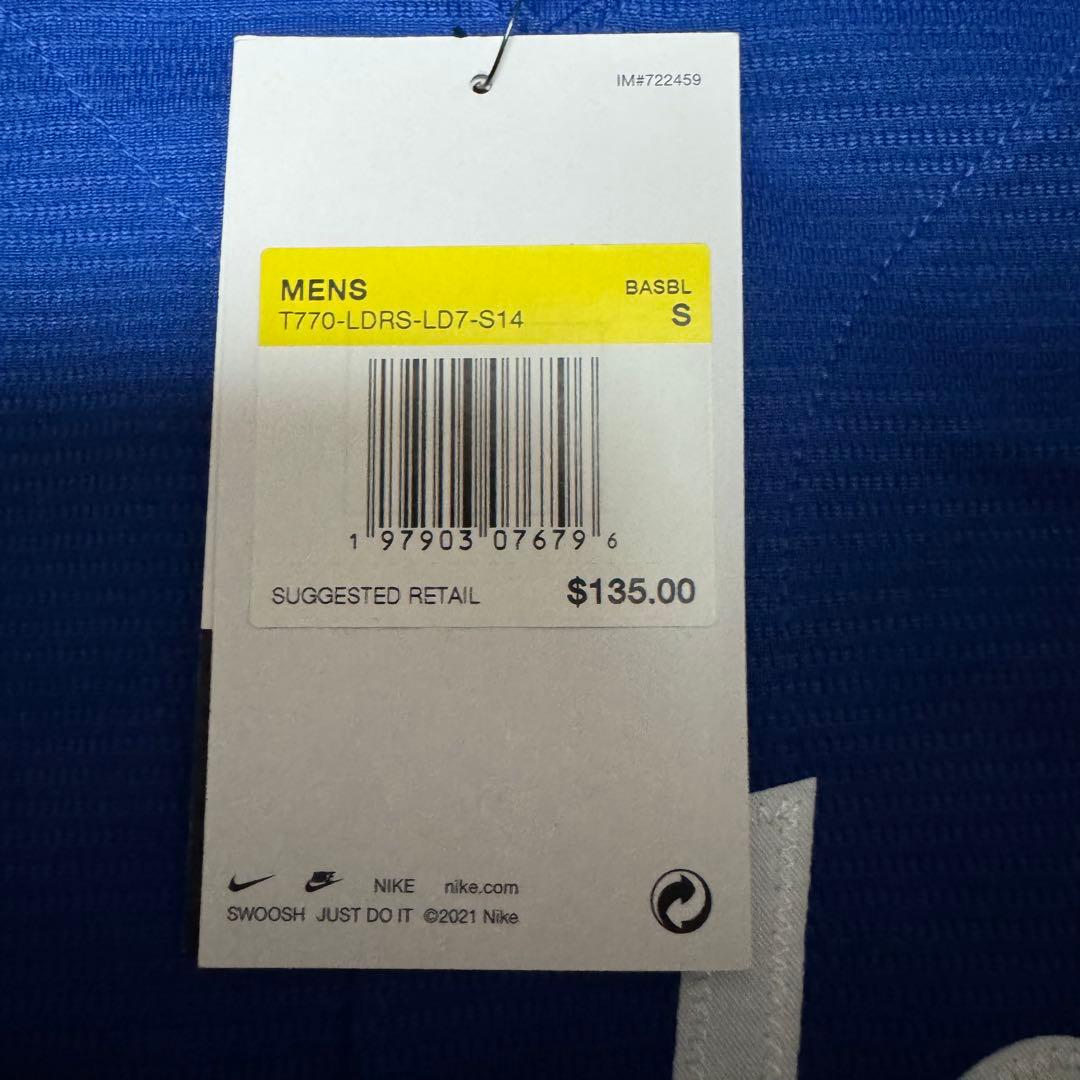 IM#722459
MENS BASBL
T770-LDRS-LD7-S14 S
1 97903 07679 6
SUGGESTED RETAIL $135.00
NIKE nike.com
SWOOSH JUST DO IT ©2021 Nike